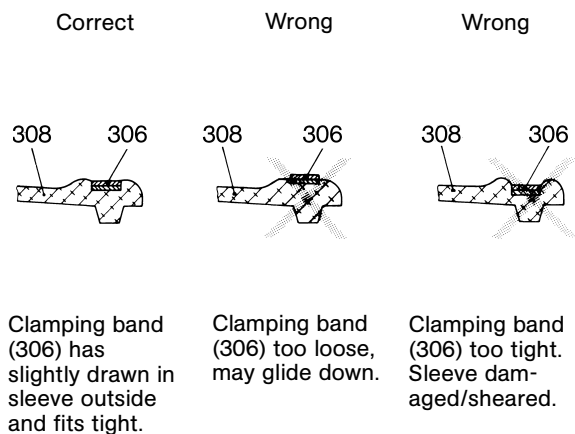 Correct
Wrong
Wrong
308
306
308
306
308
306
Clamping band
(306) has
slightly drawn in
sleeve outside
and fits tight.
Clamping band
(306) too loose,
may glide down.
Clamping band
(306) too tight.
Sleeve dam-
aged/sheared.